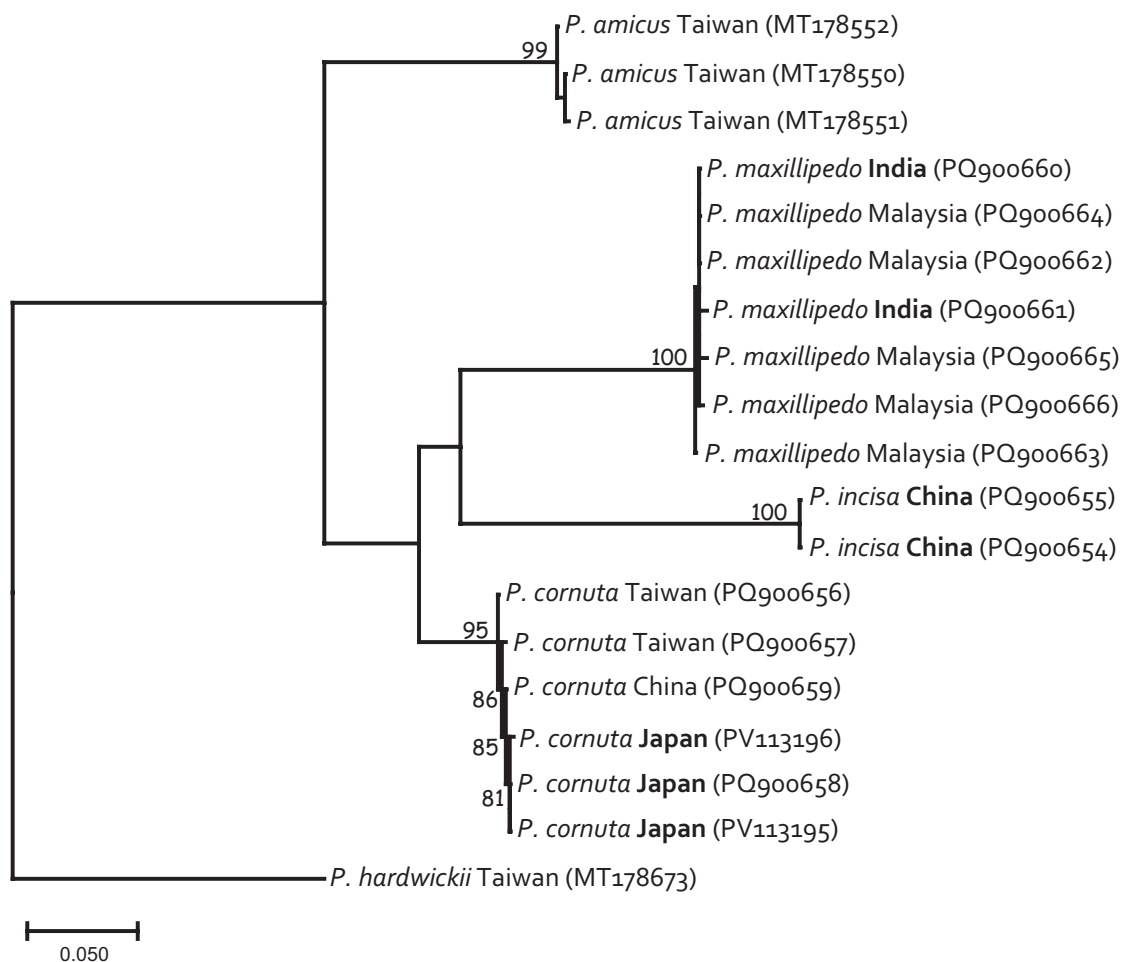 P. amicus Taiwan (MT178552)
99
P. amicus Taiwan (MT178550)
P. amicus Taiwan (MT178551)
P. maxillipedo India (PQ900660)
P. maxillipedo Malaysia (PQ900664)
P. maxillipedo Malaysia (PQ900662)
P. maxillipedo India (PQ900661)
100
P. maxillipedo Malaysia (PQ900665)
P. maxillipedo Malaysia (PQ900666)
P. maxillipedo Malaysia (PQ900663)
P. incisa China (PQ900655)
100
P. incisa China (PQ900654)
P. cornuta Taiwan (PQ900656)
95
P. cornuta Taiwan (PQ900657)
P. cornuta China (PQ900659)
86
P. cornuta Japan (PV113196)
85
P. cornuta Japan (PQ900658)
81
P. cornuta Japan (PV113195)
P. hardwickii Taiwan (MT178673)
0.050